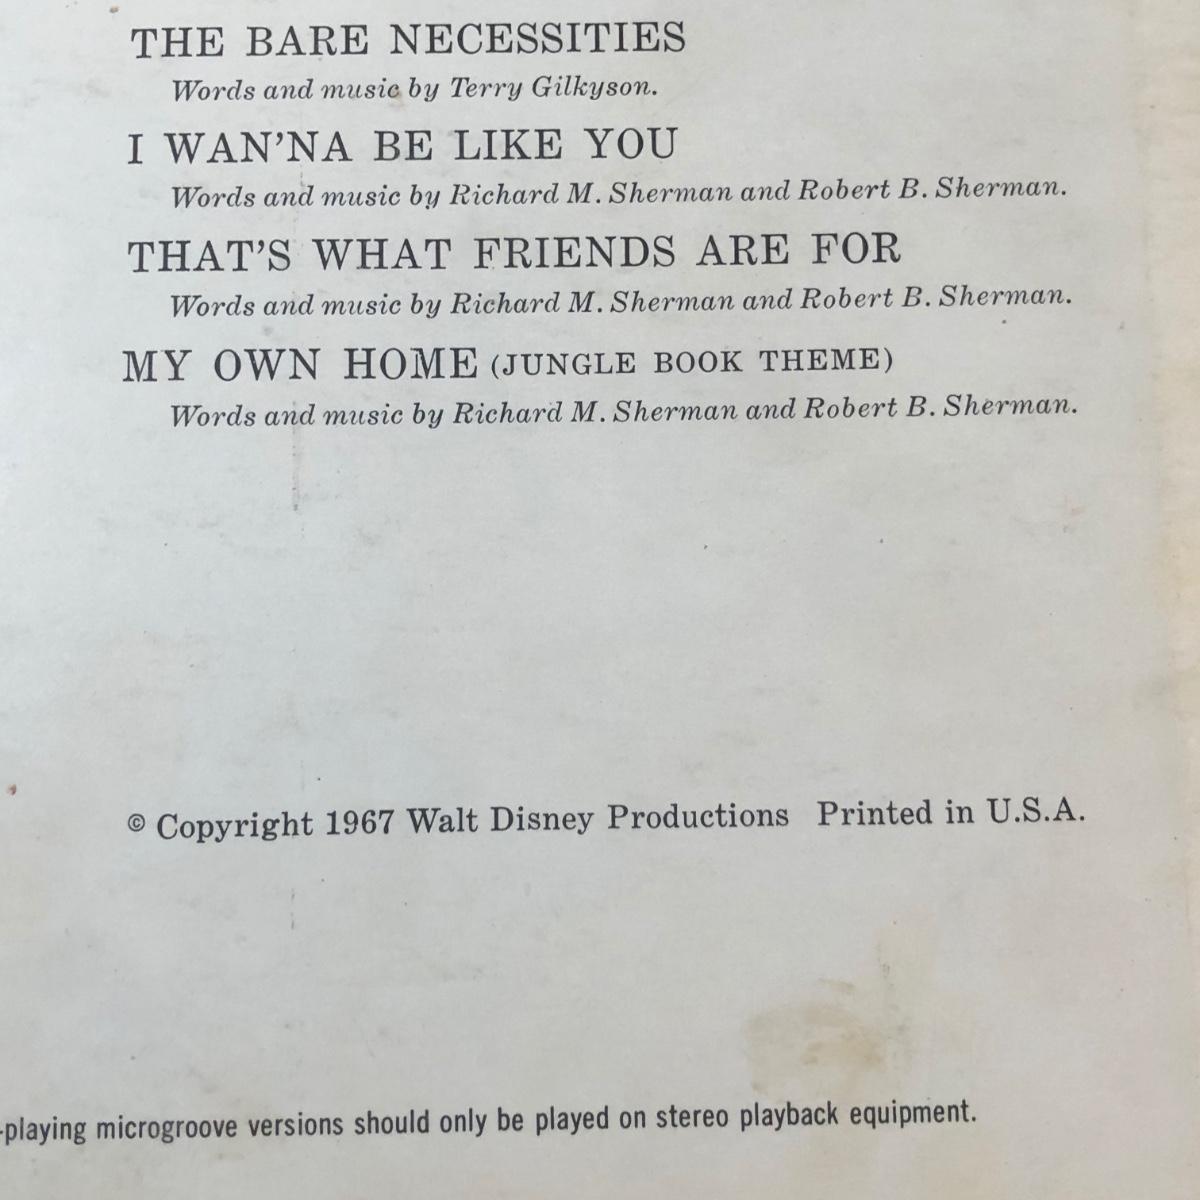 THE BARE NECESSITIES
Words and music by Terry Gilkyson.
I WAN'NA BE LIKE YOU
Words and music by Richard M. Sherman and Robert B. Sherman.
THAT'S WHAT FRIENDS ARE FOR
Words and music by Richard M. Sherman and Robert B. Sherman.
MY OWN HOME (JUNGLE BOOK THEME)
Words and music by Richard M. Sherman and Robert B. Sherman.
© Copyright 1967 Walt Disney Productions Printed in U.S.A.
-playing microgroove versions should only be played on stereo playback equipment.